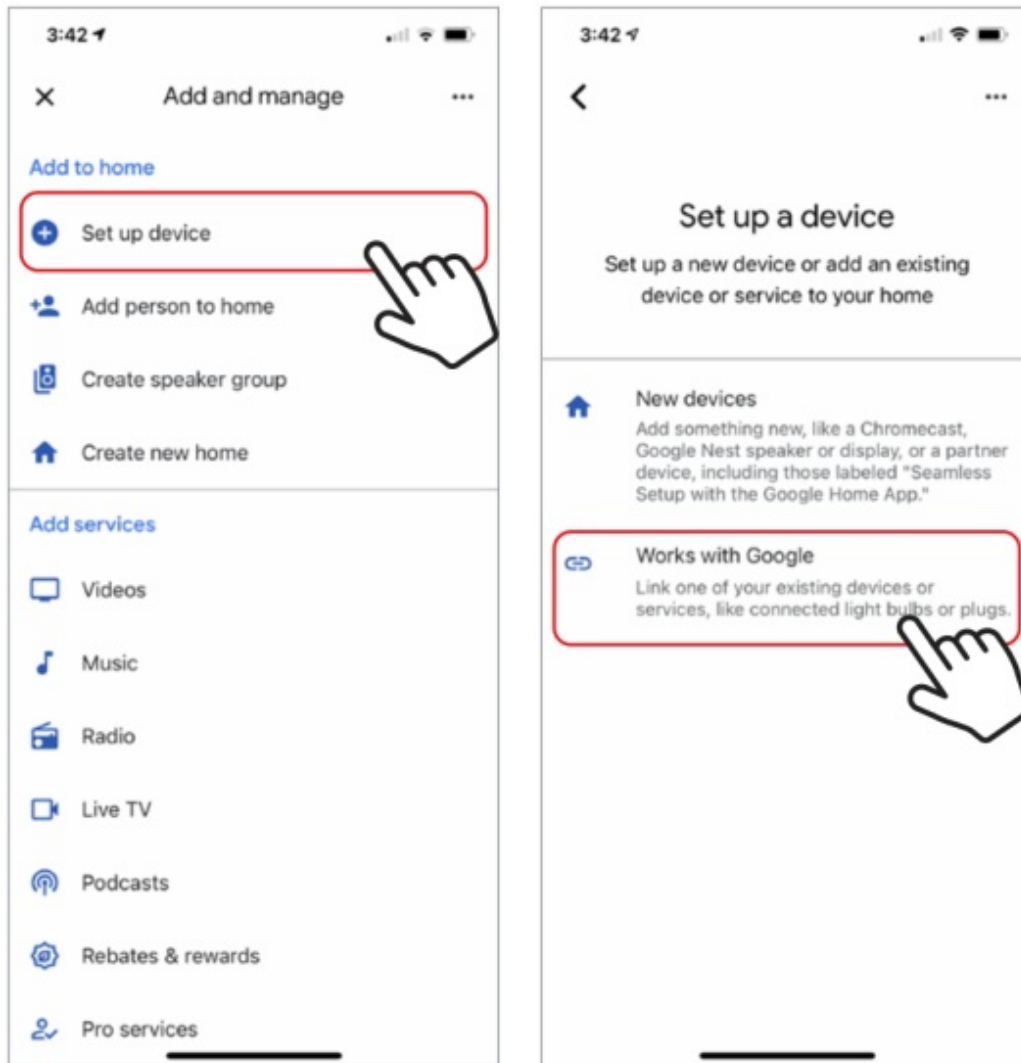 3:42
Add and manage
Add to home
Set up device
Add person to home
Create speaker group
Create new home
Add services
Videos
Music
Radio
Live TV
Podcasts
Rebates & rewards
Pro services
3:42
Set up a device
Set up a new device or add an existing
device or service to your home
New devices
Add something new, like a Chromecast,
Google Nest speaker or display, or a partner
device, including those labeled "Seamless
Setup with the Google Home App."
Works with Google
Link one of your existing devices or
services, like connected light bulbs or plugs.